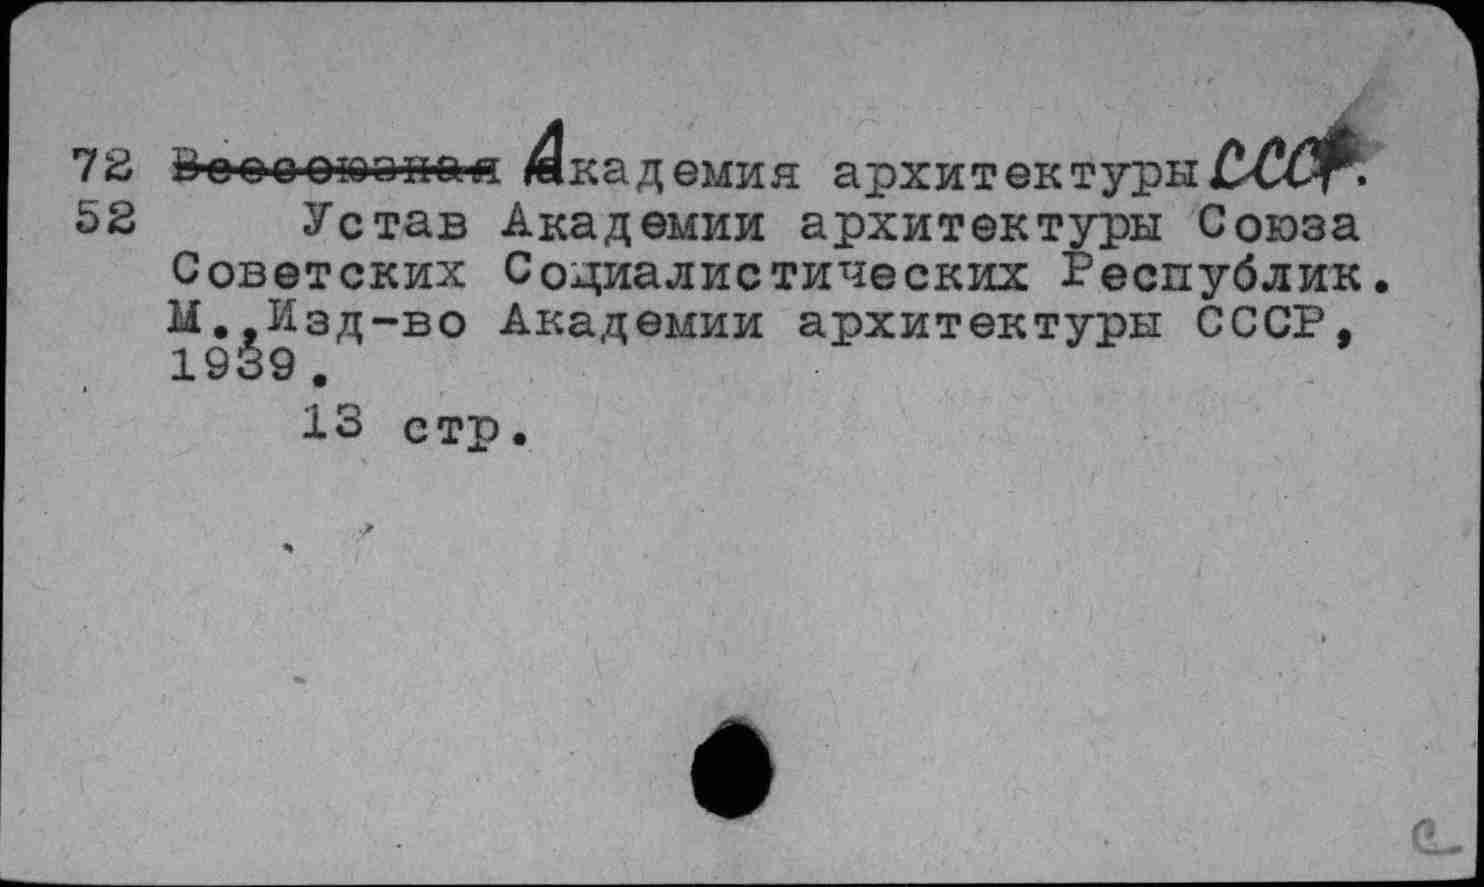 72 Всесоюзная Академия архитектуры СССР.
52 Устав Академии архитектуры Союза
Советских Социалистических Республик.
М.,Изд-во Академии архитектуры СССР,
1939.
13 стр.